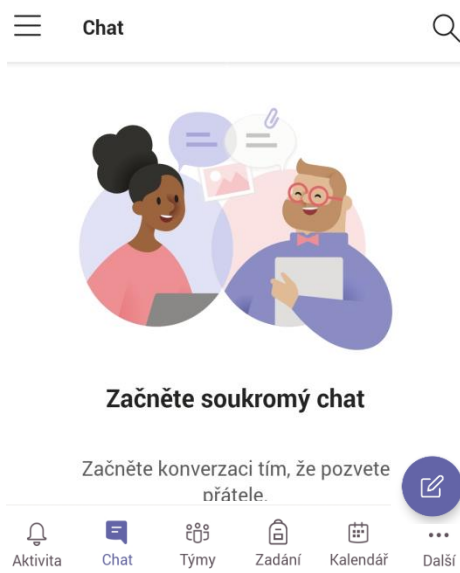 Chat
Začněte soukromý chat
Začněte konverzaci tím, že pozvete
přátele.
Aktivita Chat Týmy Zadání Kalendář Další